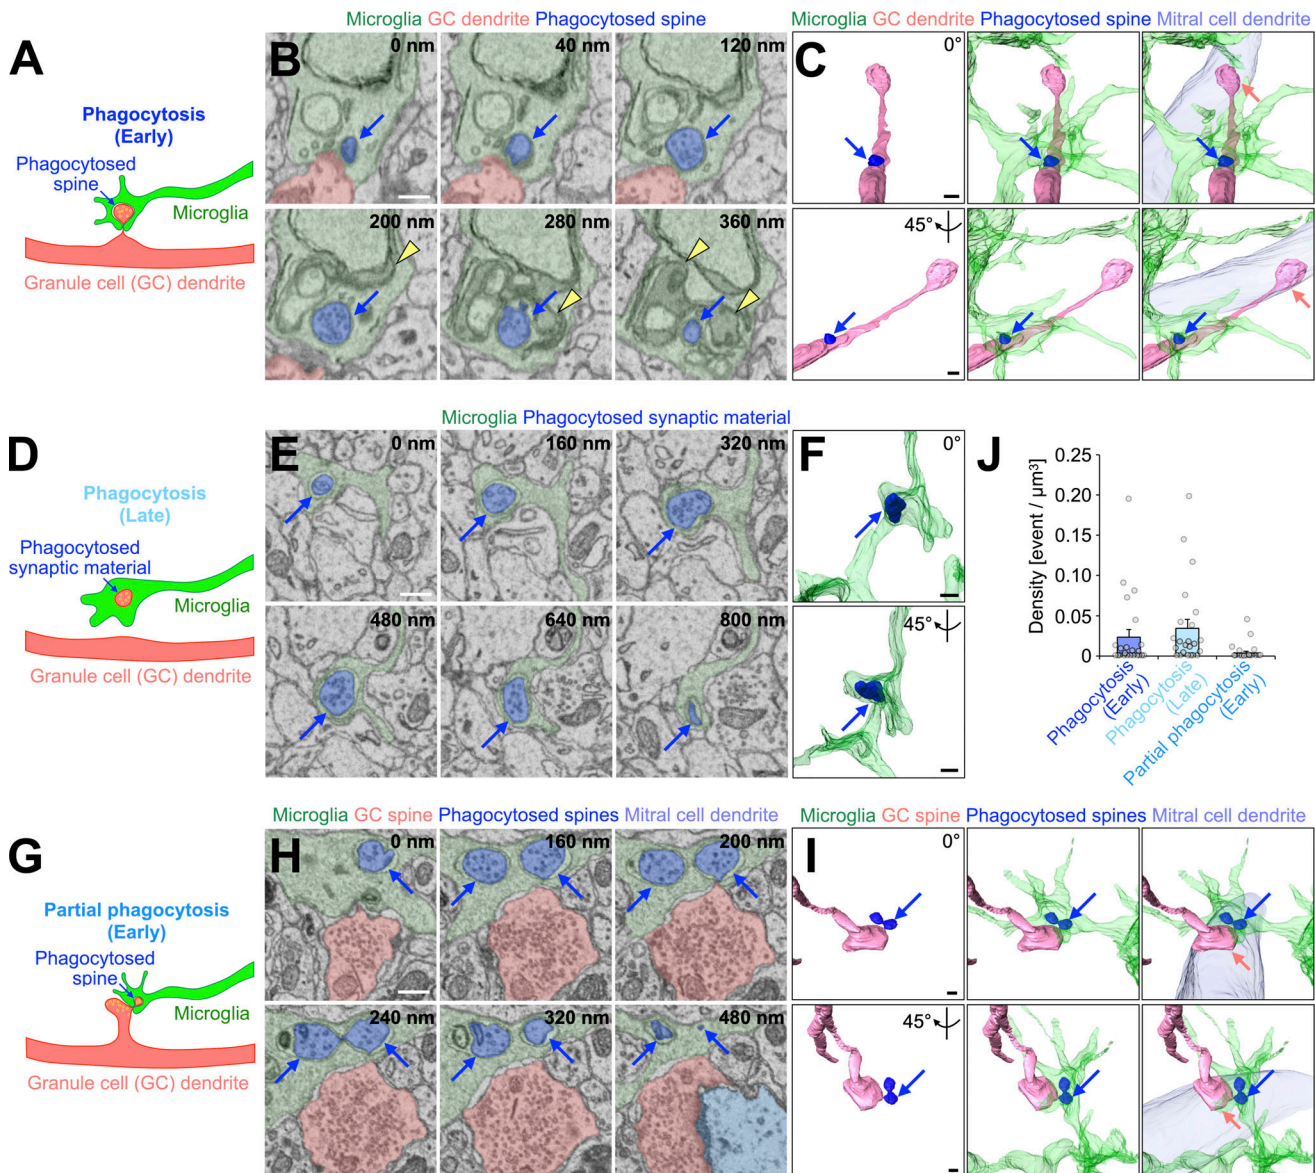 A
Phagocytosis
(Early)
Phagocytosed
spine
Microglia
Granule cell (GC) dendrite
Microglia GC dendrite Phagocytosed spine
B
0 nm
40 nm
120 nm
200 nm
280 nm
360 nm
Microglia GC dendrite Phagocytosed spine Mitral cell dendrite
C
0°
45°
D
Phagocytosis
(Late)
Phagocytosed
synaptic material
Microglia
Granule cell (GC) dendrite
Microglia Phagocytosed synaptic material
E
0 nm
160 nm
320 nm
480 nm
640 nm
800 nm
F
0°
45°
J
Density [event / μm³]
0.25
0.20
0.15
0.10
0.05
0
Phagocytosis
(Early)
Phagocytosis
(Late)
Partial phagocytosis
(Early)
G
Partial phagocytosis
(Early)
Phagocytosed
spine
Microglia
Granule cell (GC) dendrite
Microglia GC spine Phagocytosed spines Mitral cell dendrite
H
0 nm
160 nm
200 nm
240 nm
320 nm
480 nm
Microglia GC spine Phagocytosed spines Mitral cell dendrite
I
0°
45°